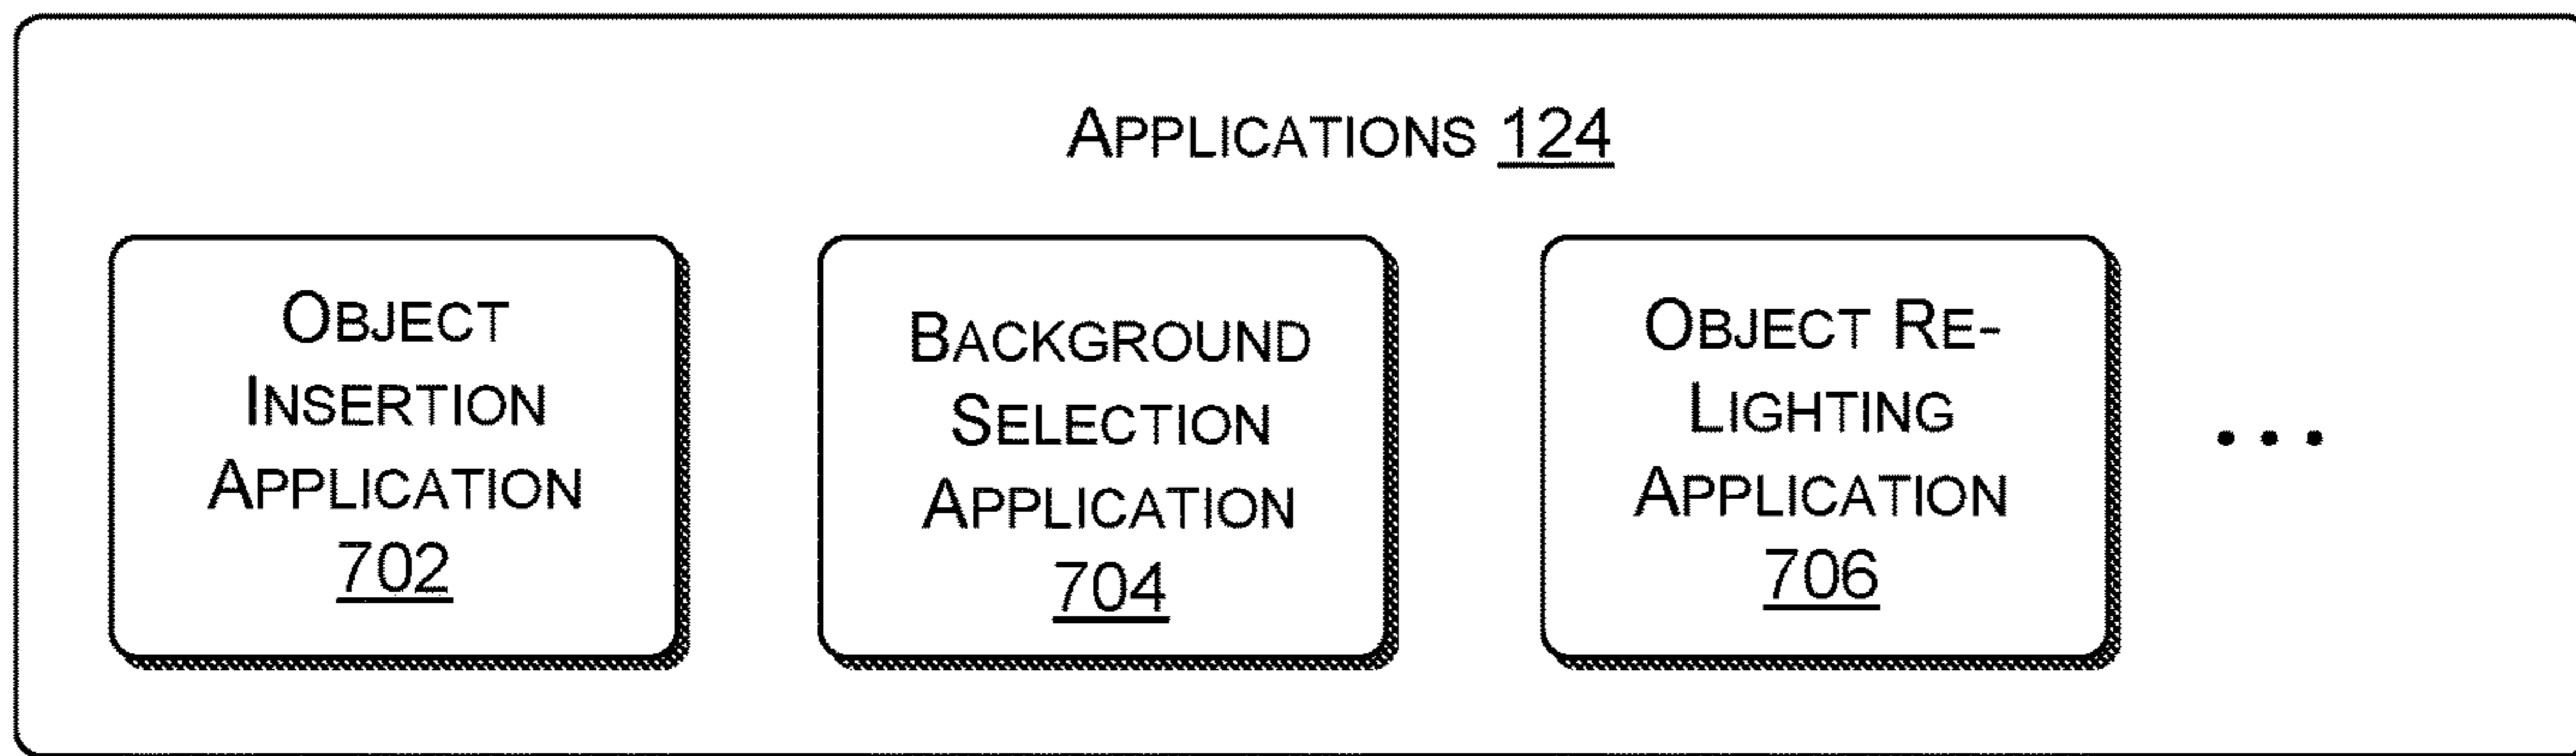 APPLICATIONS 124
OBJECT
INSERTION
APPLICATION
702
BACKGROUND
SELECTION
APPLICATION
704
OBJECT RE-
LIGHTING
APPLICATION
706
...